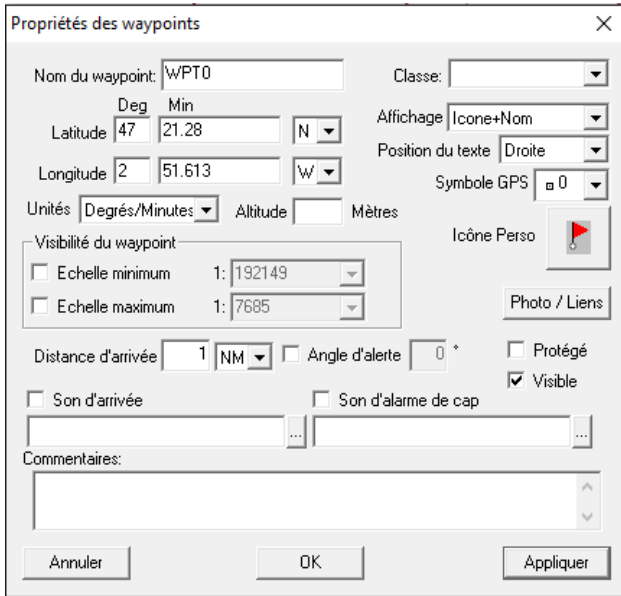 Propriétés des waypoints
Nom du waypoint: WPT0 Classe:
Deg Min
Affichage Icone+Nom
Latitude 47 21.28 N
Position du texte Droite
Longitude 2 51.613 W
Symbole GPS 0
Unités Degrés/Minutes Altitude Mètres
Icône Perso
Visibilité du waypoint
Echelle minimum 1: 192149
Echelle maximum 1: 7685
Photo / Liens
Distance d'arrivée 1 NM Angle d'alerte 0 °
Protégé
Visible
Son d'arrivée Son d'alarme de cap
... ...
Commentaires:
Annuler OK Appliquer